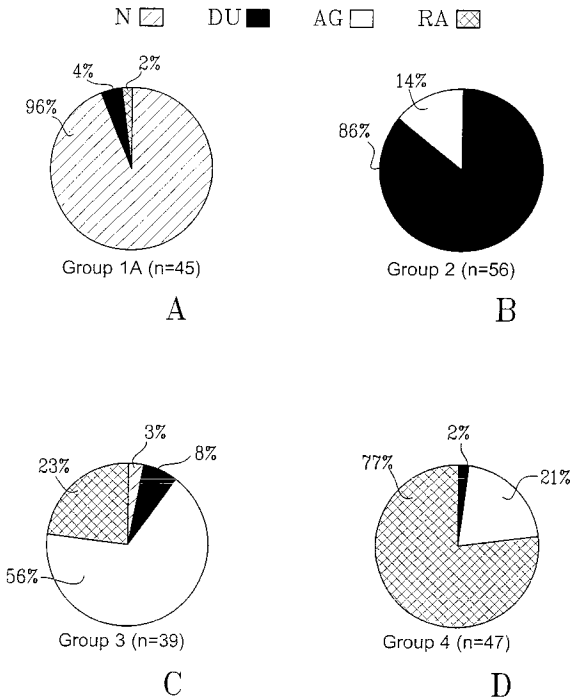 N DU AG RA
4% 2%
96%
Group 1A (n=45)
A
14%
86%
Group 2 (n=56)
B
3%
23% 8%
56%
Group 3 (n=39)
C
2%
77% 21%
Group 4 (n=47)
D